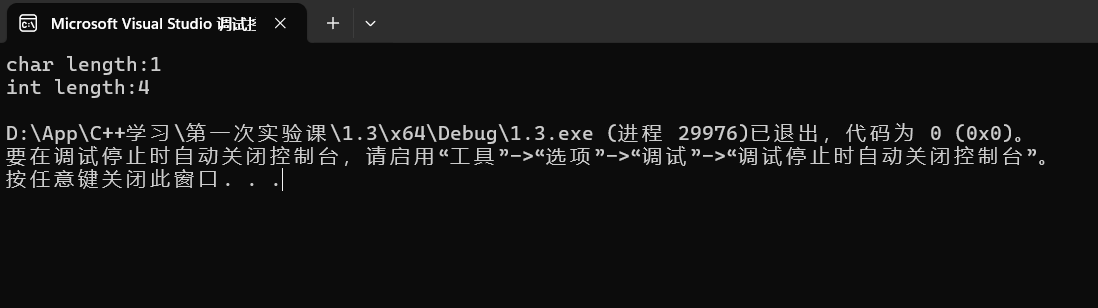 Microsoft Visual Studio 调试
char length:1
int length:4
D:\App\C++学习\第一次实验课\1.3\x64\Debug\1.3.exe (进程 29976)已退出，代码为 0 (0x0)。
要在调试停止时自动关闭控制台，请启用“工具”->“选项”->“调试”->“调试停止时自动关闭控制台”。
按任意键关闭此窗口. . .